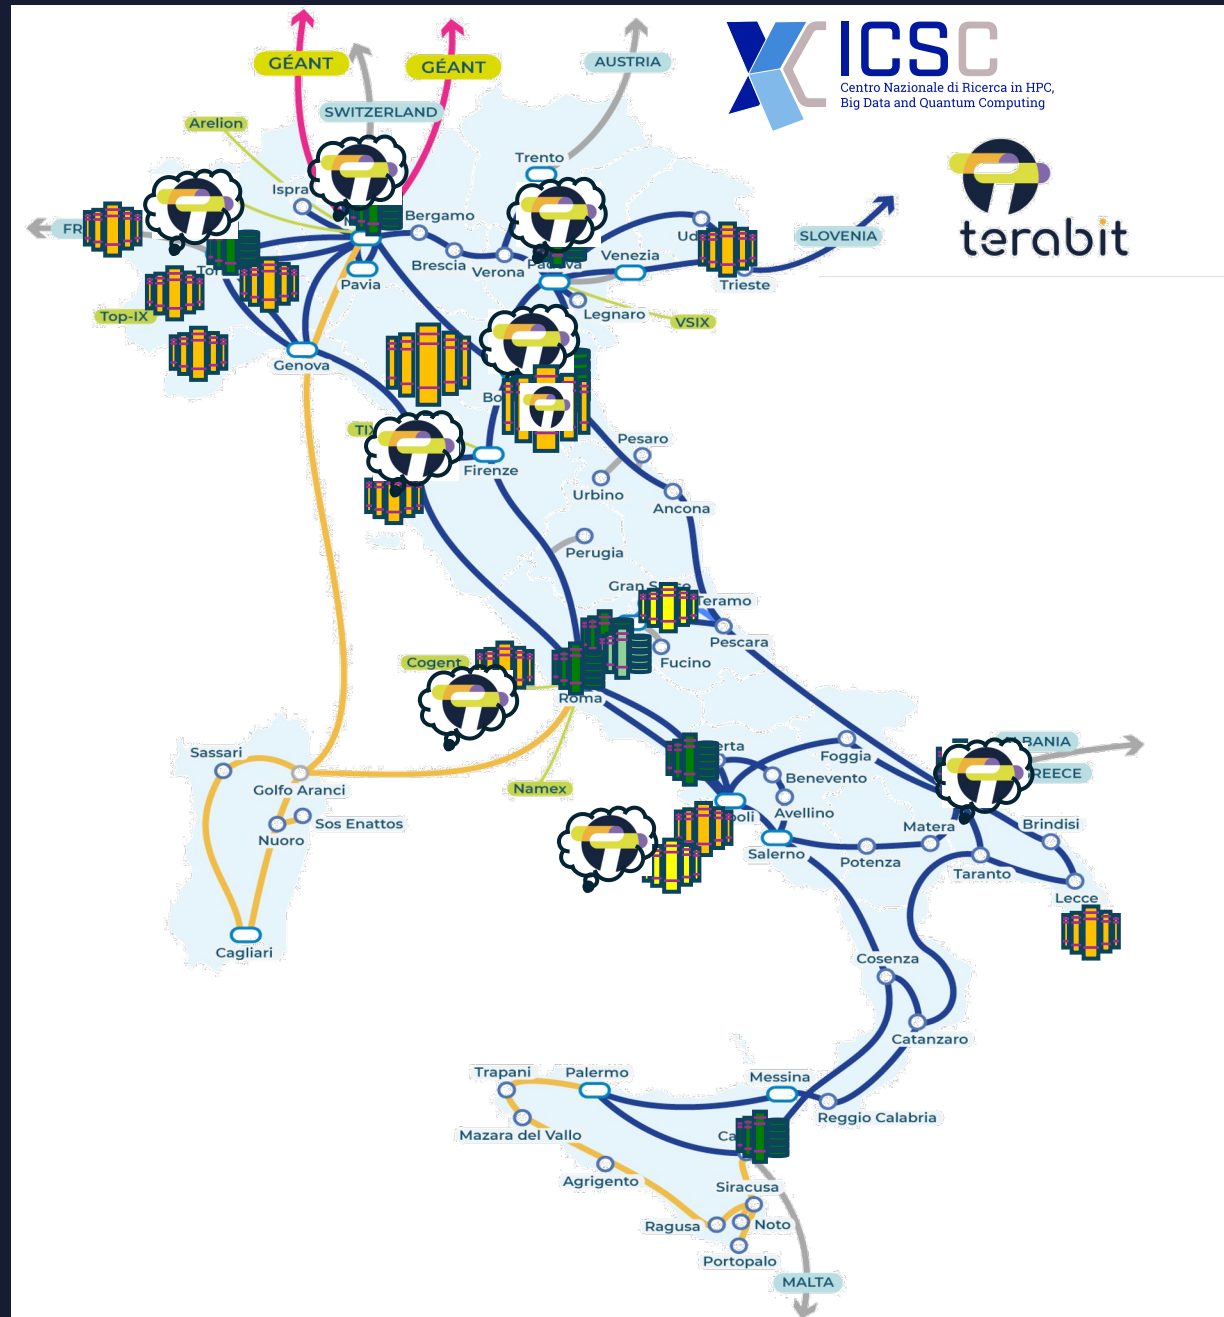 GÉANT
GÉANT
AUSTRIA
ICSC
Centro Nazionale di Ricerca in HPC,
Big Data and Quantum Computing
SWITZERLAND
Arelion
Trento
terabit
Ispra
Bergamo
SLOVENIA
Brescia
Verona
Venezia
Pavia
Trieste
Legnaro
Top-IX
VSIX
Genova
Firenze
Pesaro
Urbino
Ancona
Perugia
Teramo
Pescara
Cogent
Fucino
Roma
Sassari
Golfo Aranci
Namex
Foggia
Benevento
Avellino
Sos Enattos
Nuoro
Salerno
Potenza
Matera
Brindisi
Taranto
Lecce
Cagliari
Cosenza
Catanzaro
Trapani
Palermo
Messina
Mazara del Vallo
Reggio Calabria
Agrigento
Siracusa
Ragusa
Noto
Portopalo
MALTA